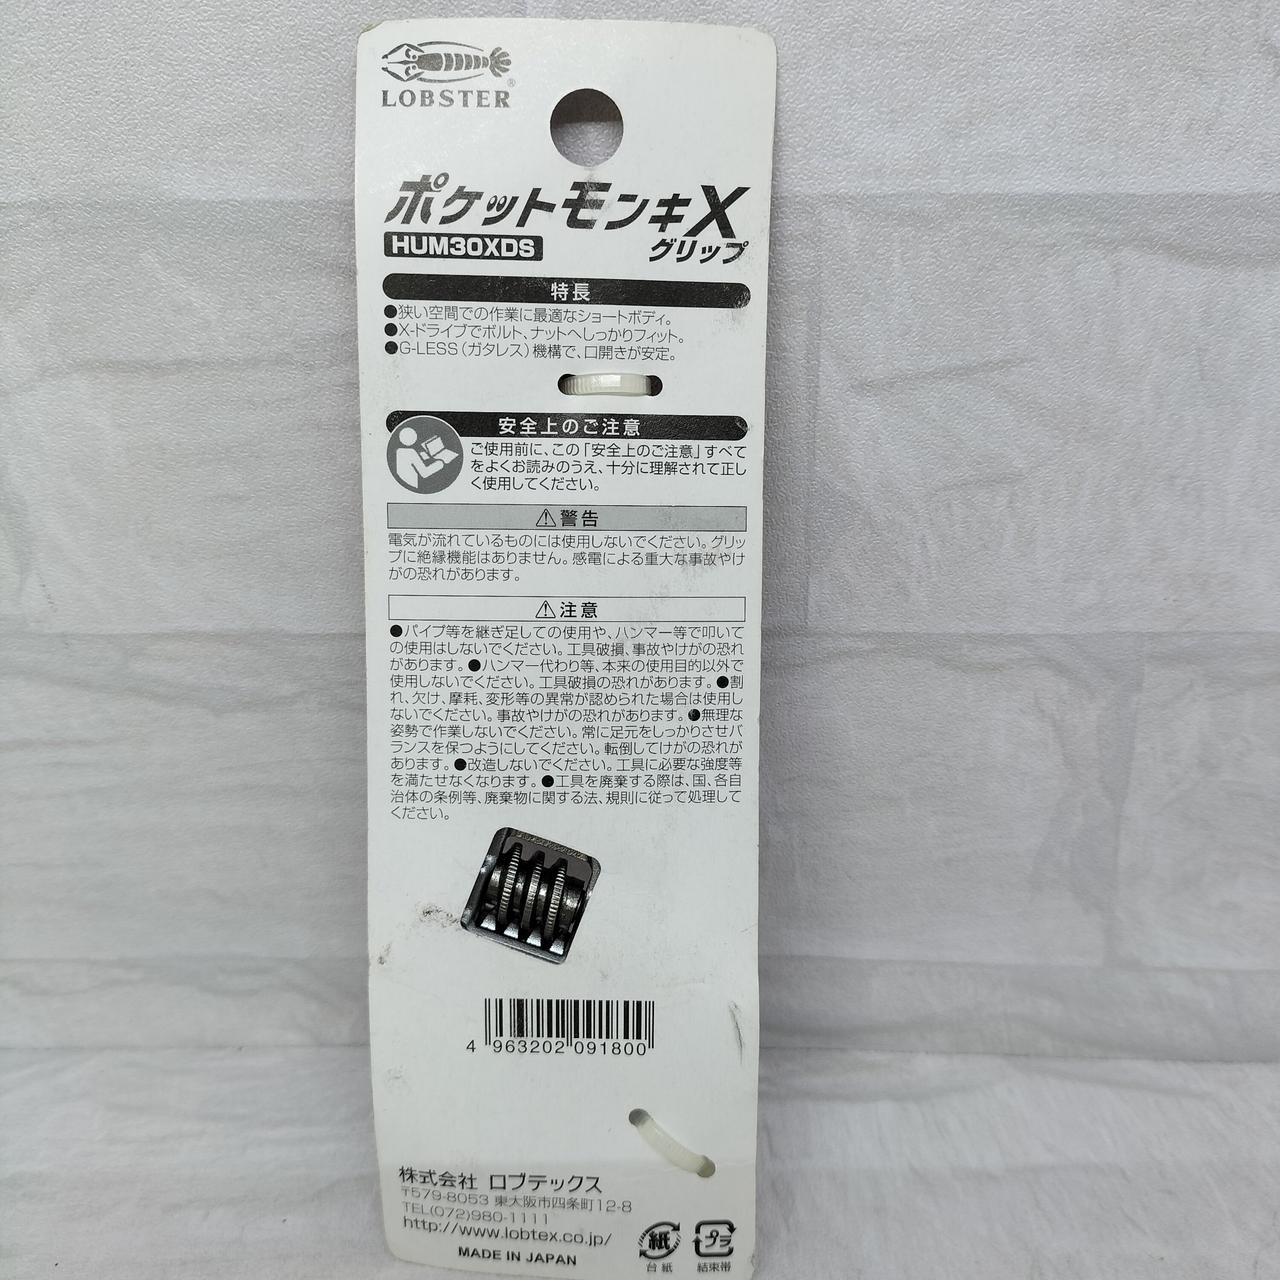 LOBSTER®
ポケットモンキX
HUM30XDS
グリップ
特長
●狭い空間での作業に最適なショートボディ。
●X-ドライブでボルト、ナットへしっかりフィット。
●G-LESS(ガタレス)機構で、口開きが安定。
安全上のご注意
ご使用前に、この「安全上のご注意」すべて
をよくお読みのうえ、十分に理解されて正し
く使用してください。
⚠警告
電気が流れているものには使用しないでください。グリッ
プに絶縁機能はありません。感電による重大な事故やけ
がの恐れがあります。
⚠注意
●パイプ等を継ぎ足しての使用や、ハンマー等で叩いて
の使用はしないでください。工具破損、事故やけがの恐れ
があります。●ハンマー代わり等、本来の使用目的以外で
使用しないでください。工具破損の恐れがあります。●割
れ、欠け、摩耗、変形等の異常が認められた場合は使用し
ないでください。事故やけがの恐れがあります。●無理な
姿勢で作業しないでください。常に足元をしっかりさせバ
ランスを保つようにしてください。転倒してけがの恐れが
あります。●改造しないでください。工具に必要な強度等
を満たせなくなります。●工具を廃棄する際は、国、各自
治体の条例等、廃棄物に関する法、規則に従って処理して
ください。
4 963202 091800
株式会社 ロブテックス
〒579-8053 東大阪市四条町12-8
TEL(072)980-1111
http://www.lobtex.co.jp/
MADE IN JAPAN
紙
台紙
プラ
結束帯